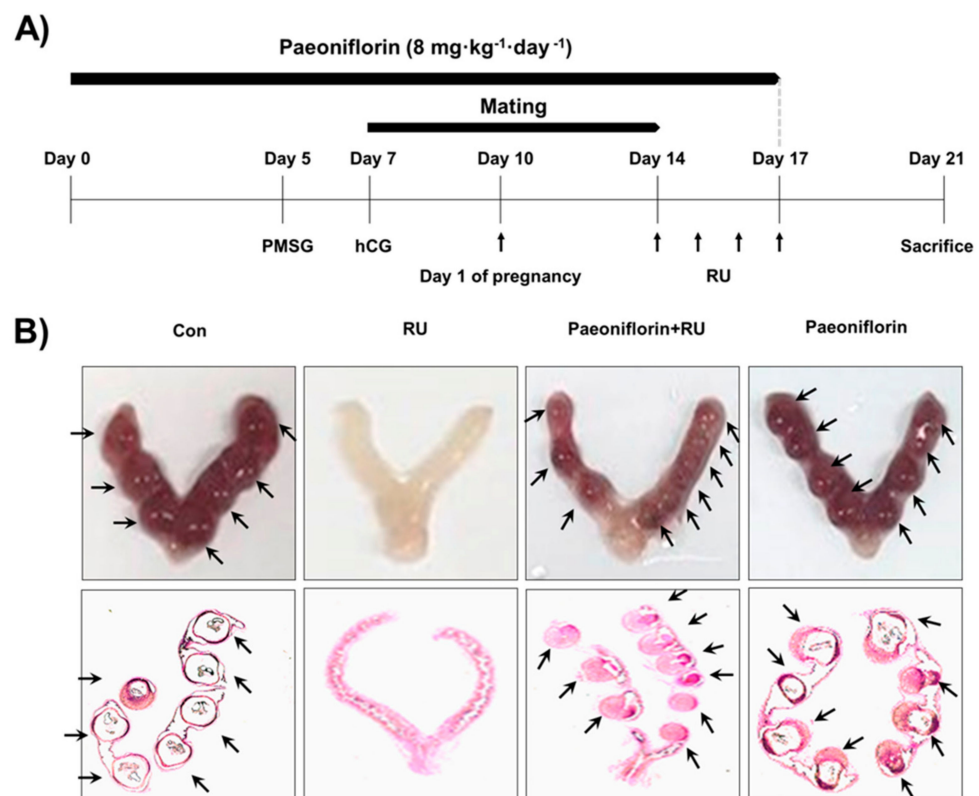 A)
Paeoniflorin (8 mg·kg⁻¹·day ⁻¹)
Mating
Day 0 Day 5 Day 7 Day 10 Day 14 Day 17 Day 21
PMSG hCG Sacrifice
Day 1 of pregnancy RU
B)
Con RU Paeoniflorin+RU Paeoniflorin